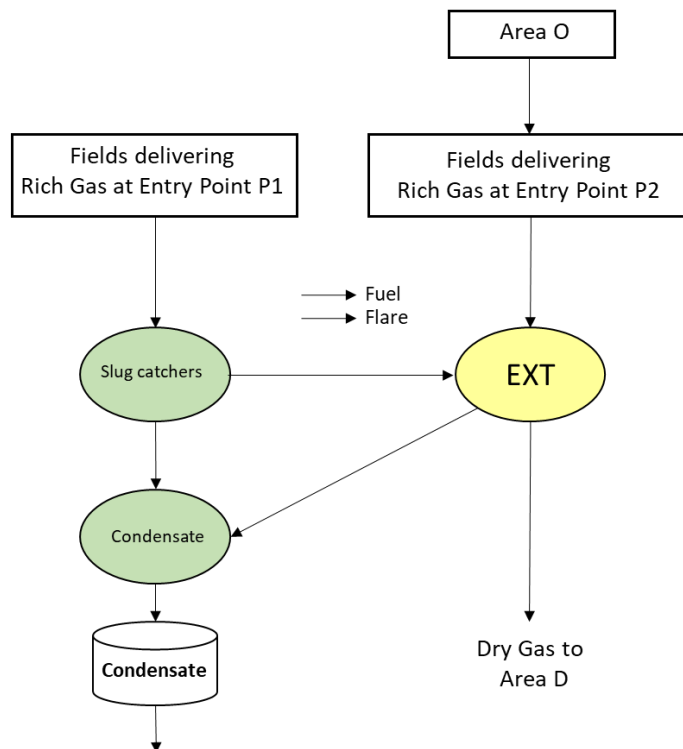 Area O
Fields delivering
Rich Gas at Entry Point P1
Fields delivering
Rich Gas at Entry Point P2
Fuel
Flare
Slug catchers
EXT
Condensate
Condensate
Dry Gas to
Area D